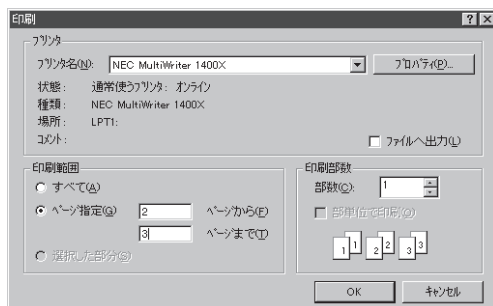 印刷
プリンタ
プリンタ名(N): NEC MultiWriter 1400X プロパティ(P)...
状態: 通常使うプリンタ: オンライン
種類: NEC MultiWriter 1400X
場所: LPT1:
コメント: ファイルへ出力(L)
印刷範囲
すべて(A)
ページ指定(G) 2 ページから(F)
3 ページまで(T)
選択した部分(S)
印刷部数
部数(C): 1
部単位で印刷(O)
1 1 2 2 3 3
OK キャンセル